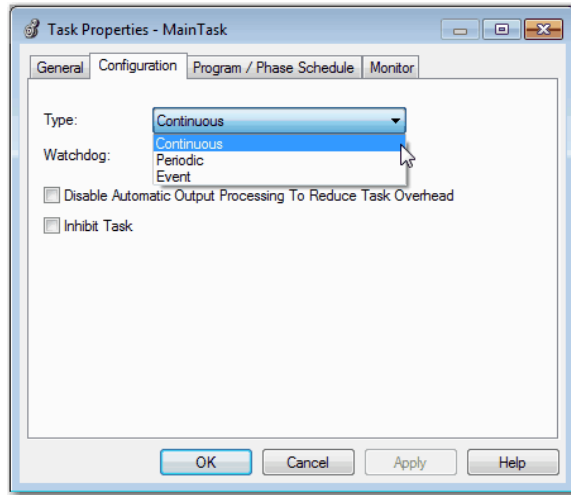 Task Properties - MainTask
General Configuration Program / Phase Schedule Monitor
Type: Continuous
Continuous
Watchdog:
Periodic
Event
Disable Automatic Output Processing To Reduce Task Overhead
Inhibit Task
OK Cancel Apply Help